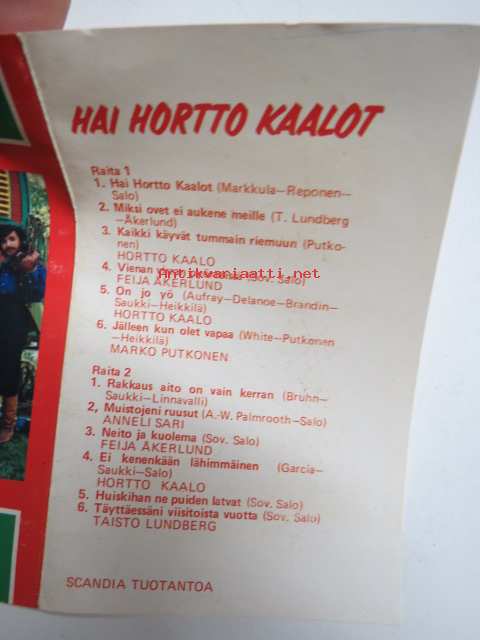 HAI HORTTO KAALOT
Raita 1
1. Hai Hortto Kaalot (Markkula—Reponen—
Salo)
2. Miksi ovet ei aukene meille (T. Lundberg
—Åkerlund)
3. Kaikki käyvät tummain riemuun (Putko-
nen)
HORTTO KAALO
4. Vienan (Sov. Salo)
Antikvariaatti.net
FEIJA ÅKERLUND
5. On jo yö (Aufray—Delanoe—Brandin—
Saukki—Heikkilä)
HORTTO KAALO
6. Jälleen kun olet vapaa (White—Putkonen
—Heikkilä)
MARKO PUTKONEN
Raita 2
1. Rakkaus aito on vain kerran (Bruhn—
Saukki—Linnavalli)
2, Muistojeni ruusut (A.-W. Palmrooth—Salo)
ANNELI SARI
3. Neito ja kuolema (Sov. Salo)
FEIJA ÅKERLUND
4. Ei kenenkään lähimmäinen (Garcia—
Saukki—Salo)
HORTTO KAALO
5. Huiskihan ne puiden latvat (Sov. Salo)
6. Täyttäessäni viisitoista vuotta (Sov. Salo)
TAISTO LUNDBERG
SCANDIA TUOTANTOA